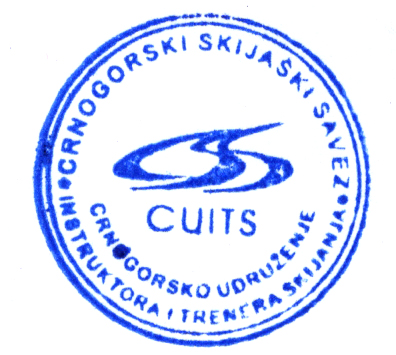 CRNOGORSKI SKIJAŠKI SAVEZ
CUITS
CRNOGORSKO UDRUŽENJE
INSTRUKTORA I TRENERA SKIJANJA